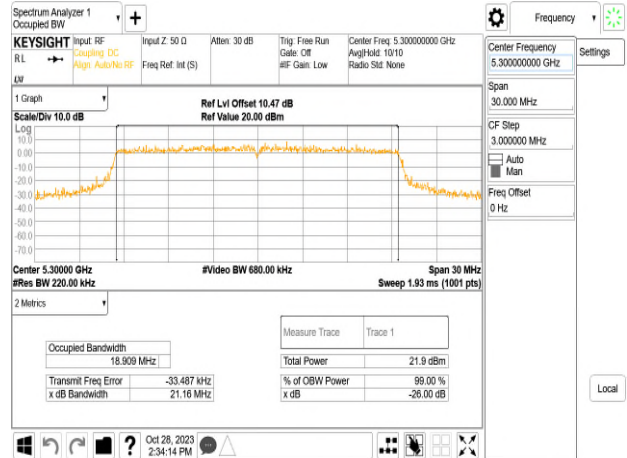 Spectrum Analyzer 1
Occupied BW
+
Frequency
KEYSIGHT
RL
Input: RF
Coupling: DC
Align: Auto/No RF
Input Z: 50 Ω
Freq Ref: Int (S)
Atten: 30 dB
Trig: Free Run
Gate: Off
#IF Gain: Low
Center Freq: 5.300000000 GHz
Avg|Hold: 10/10
Radio Std: None
Center Frequency
5.300000000 GHz
Settings
Span
30.000 MHz
CF Step
3.000000 MHz
Auto
Man
Freq Offset
0 Hz
Local
1 Graph
Scale/Div 10.0 dB
Ref Lvl Offset 10.47 dB
Ref Value 20.00 dBm
Log
10.0
0.00
-10.0
-20.0
-30.0
-40.0
-50.0
-60.0
-70.0
Center 5.30000 GHz
#Video BW 680.00 kHz
Span 30 MHz
#Res BW 220.00 kHz
Sweep 1.93 ms (1001 pts)
2 Metrics
Measure Trace
Trace 1
Occupied Bandwidth
18.909 MHz
Total Power
21.9 dBm
Transmit Freq Error
-33.487 kHz
% of OBW Power
99.00 %
x dB Bandwidth
21.16 MHz
x dB
-26.00 dB
?
Oct 28, 2023
2:34:14 PM